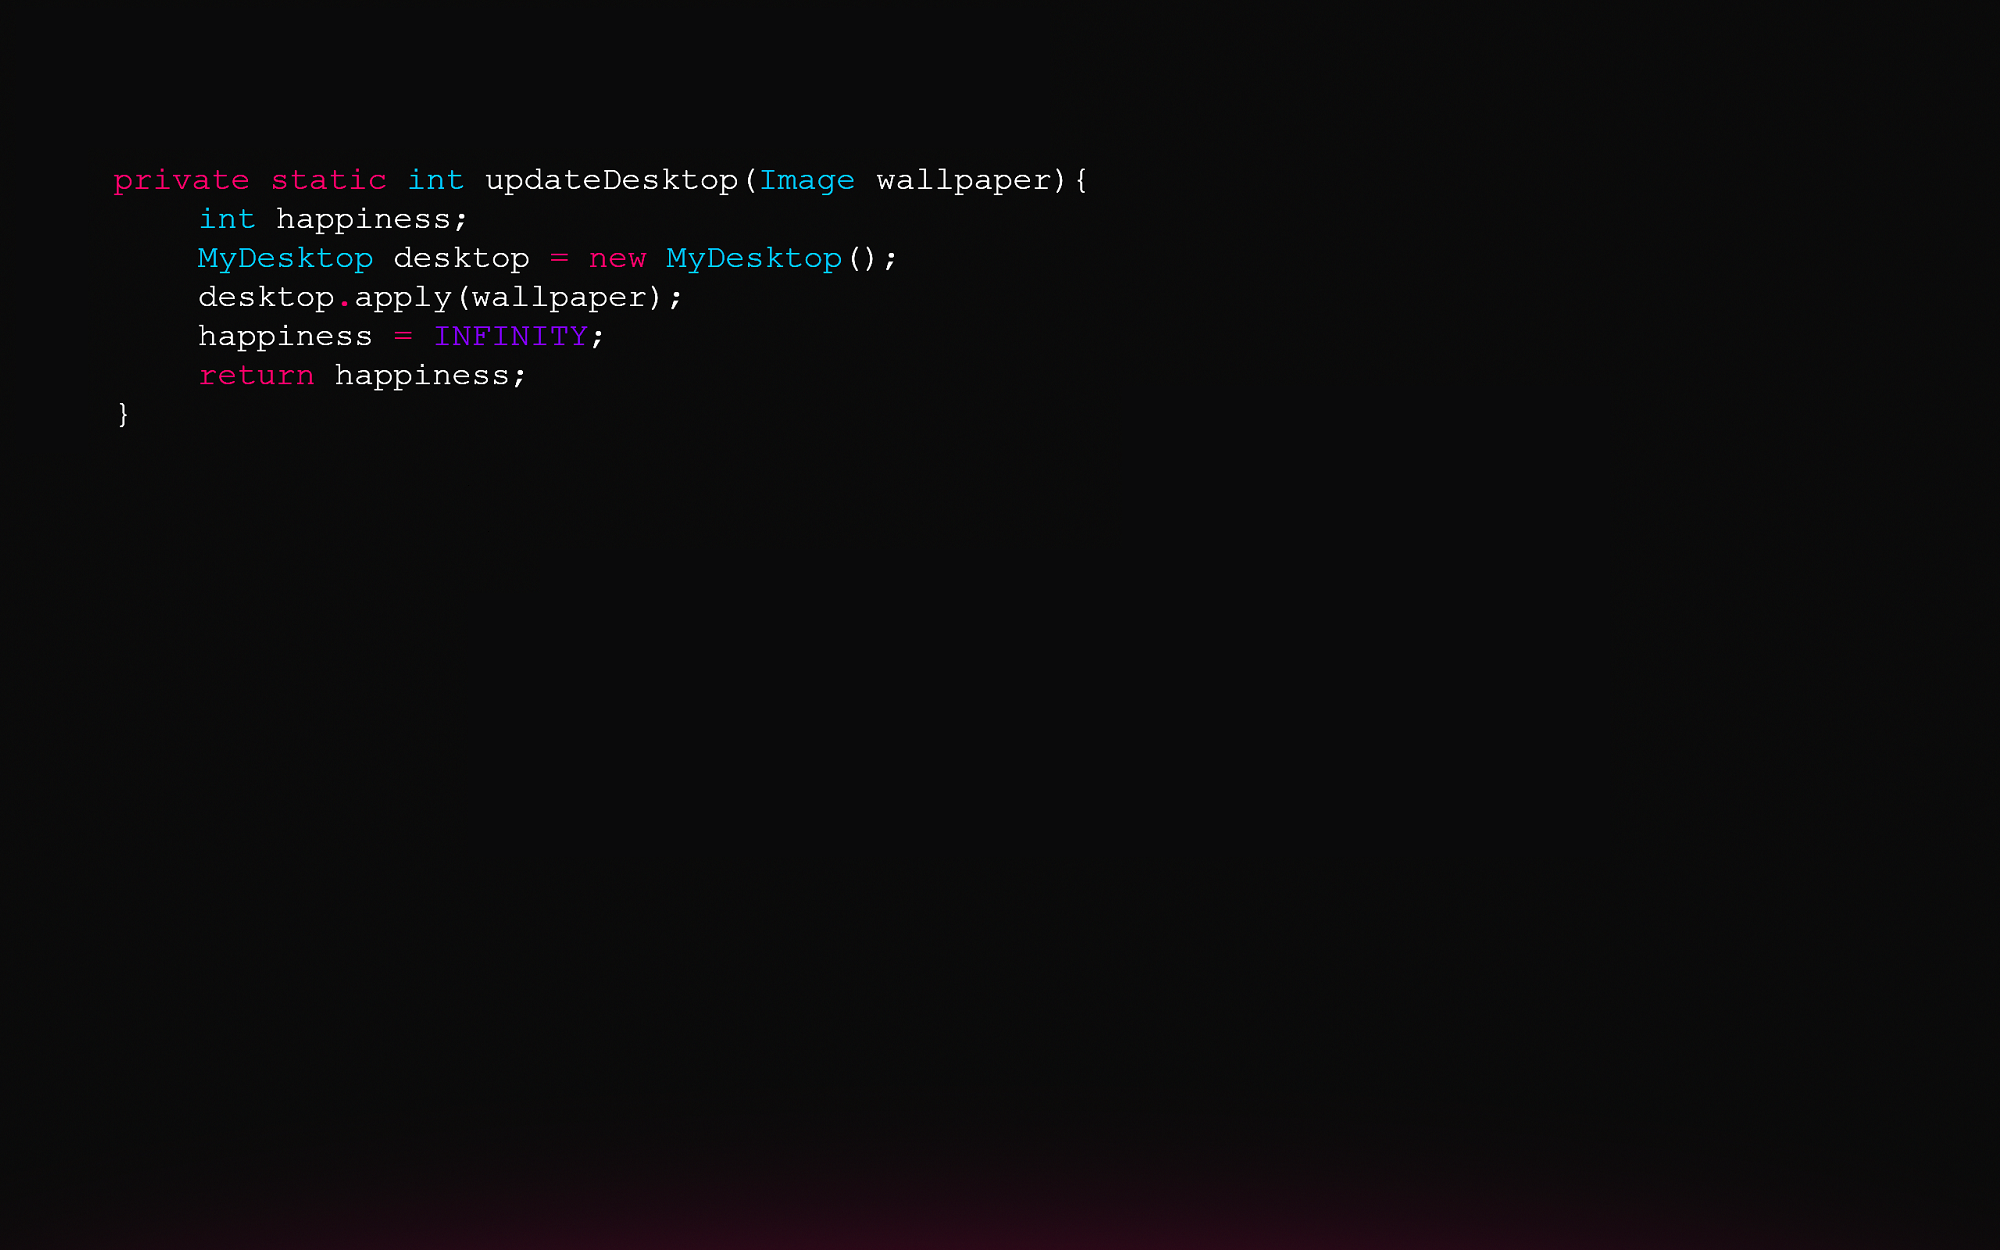 private static int updateDesktop(Image wallpaper){
int happiness;
MyDesktop desktop = new MyDesktop();
desktop.apply(wallpaper);
happiness = INFINITY;
return happiness;
}